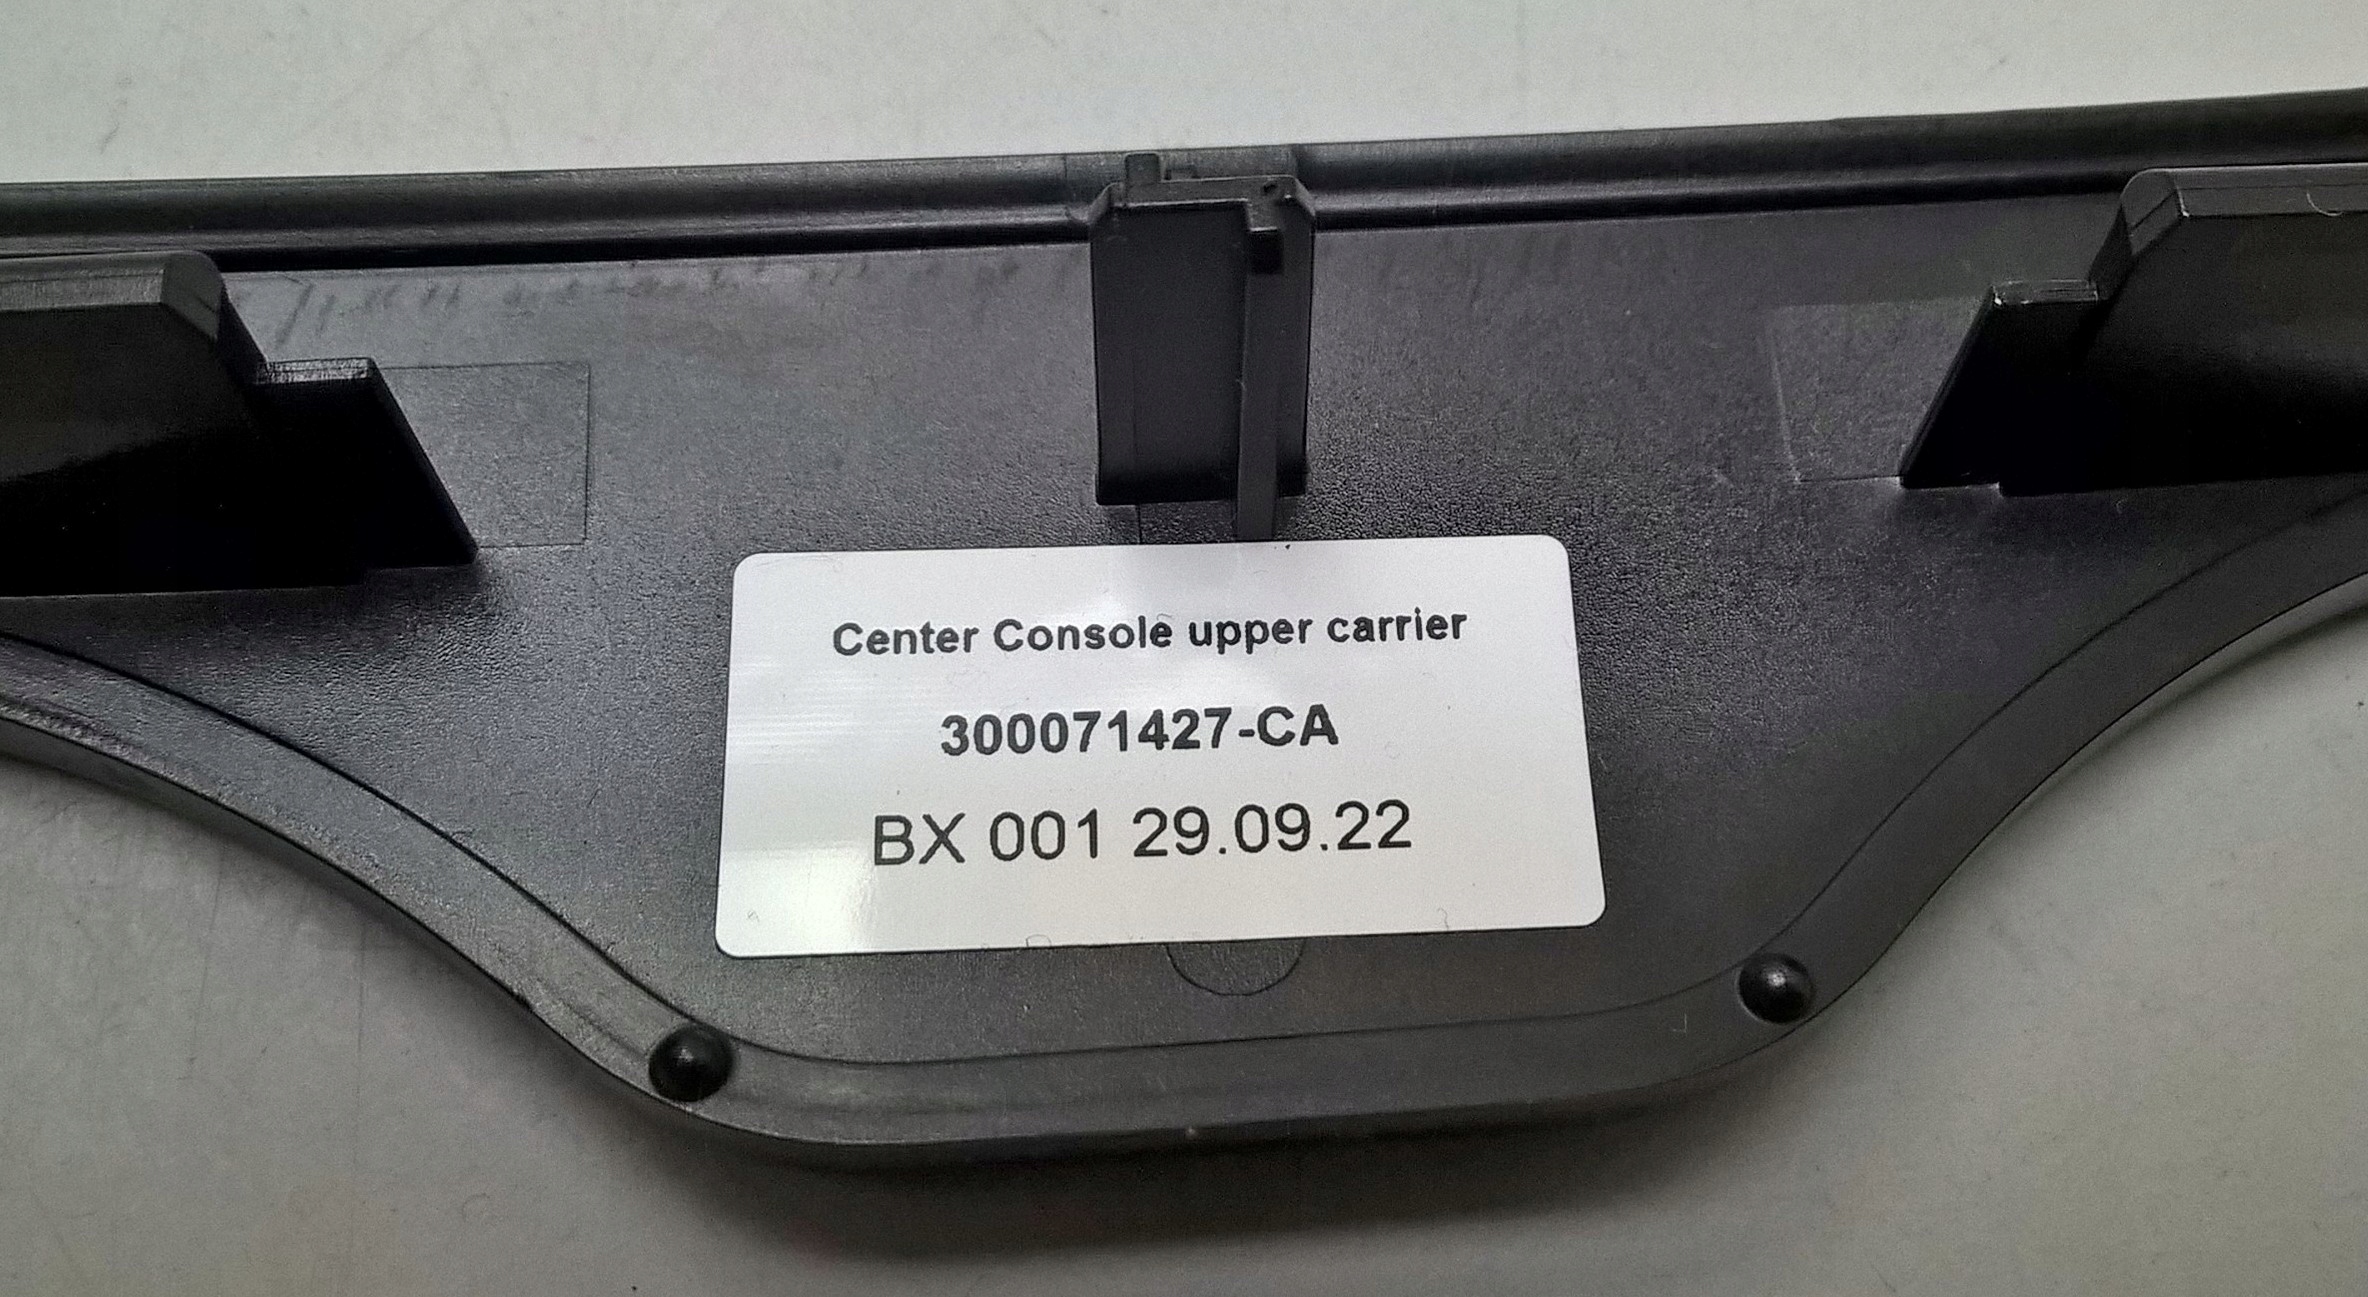 Center Console upper carrier
300071427-CA
BX 001 29.09.22